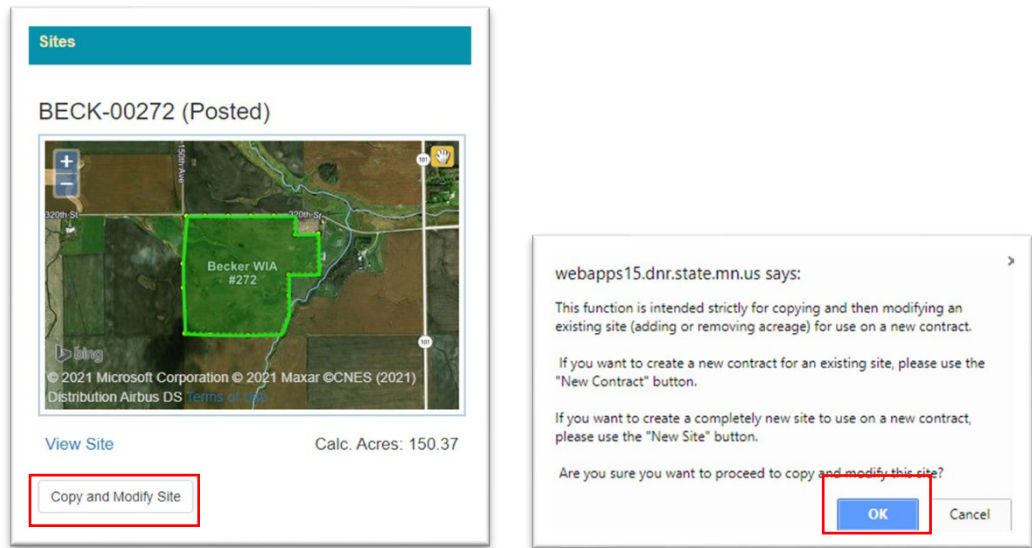 Sites
BECK-00272 (Posted)
+
−
150th Ave
101
320th St
320th St
Becker WIA
#272
101
bing
© 2021 Microsoft Corporation © 2021 Maxar ©CNES (2021)
Distribution Airbus DS Terms of Use
View Site
Calc. Acres: 150.37
Copy and Modify Site
webapps15.dnr.state.mn.us says:
This function is intended strictly for copying and then modifying an
existing site (adding or removing acreage) for use on a new contract.
If you want to create a new contract for an existing site, please use the
"New Contract" button.
If you want to create a completely new site to use on a new contract,
please use the "New Site" button.
Are you sure you want to proceed to copy and modify this site?
OK
Cancel